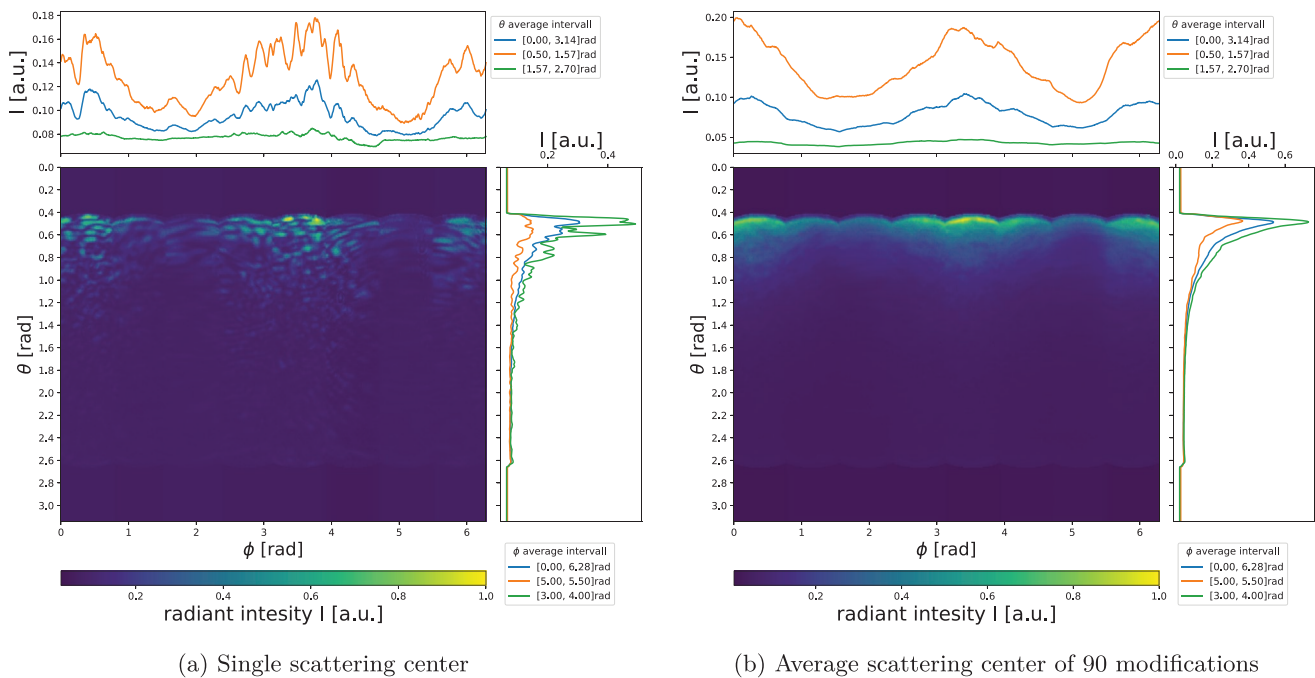 I [a.u.]
0.18
0.16
0.14
0.12
0.10
0.08
θ average intervall
[0.00, 3.14]rad
[0.50, 1.57]rad
[1.57, 2.70]rad
I [a.u.]
0.2 0.4
θ [rad]
0.0
0.2
0.4
0.6
0.8
1.0
1.2
1.4
1.6
1.8
2.0
2.2
2.4
2.6
2.8
3.0
0 1 2 3 4 5 6
ϕ [rad]
0.2 0.4 0.6 0.8 1.0
radiant intesity I [a.u.]
ϕ average intervall
[0.00, 6.28]rad
[5.00, 5.50]rad
[3.00, 4.00]rad
(a) Single scattering center
I [a.u.]
0.20
0.15
0.10
0.05
θ average intervall
[0.00, 3.14]rad
[0.50, 1.57]rad
[1.57, 2.70]rad
I [a.u.]
0.0 0.2 0.4 0.6
θ [rad]
0.0
0.2
0.4
0.6
0.8
1.0
1.2
1.4
1.6
1.8
2.0
2.2
2.4
2.6
2.8
3.0
0 1 2 3 4 5 6
ϕ [rad]
0.2 0.4 0.6 0.8 1.0
radiant intesity I [a.u.]
ϕ average intervall
[0.00, 6.28]rad
[5.00, 5.50]rad
[3.00, 4.00]rad
(b) Average scattering center of 90 modifications